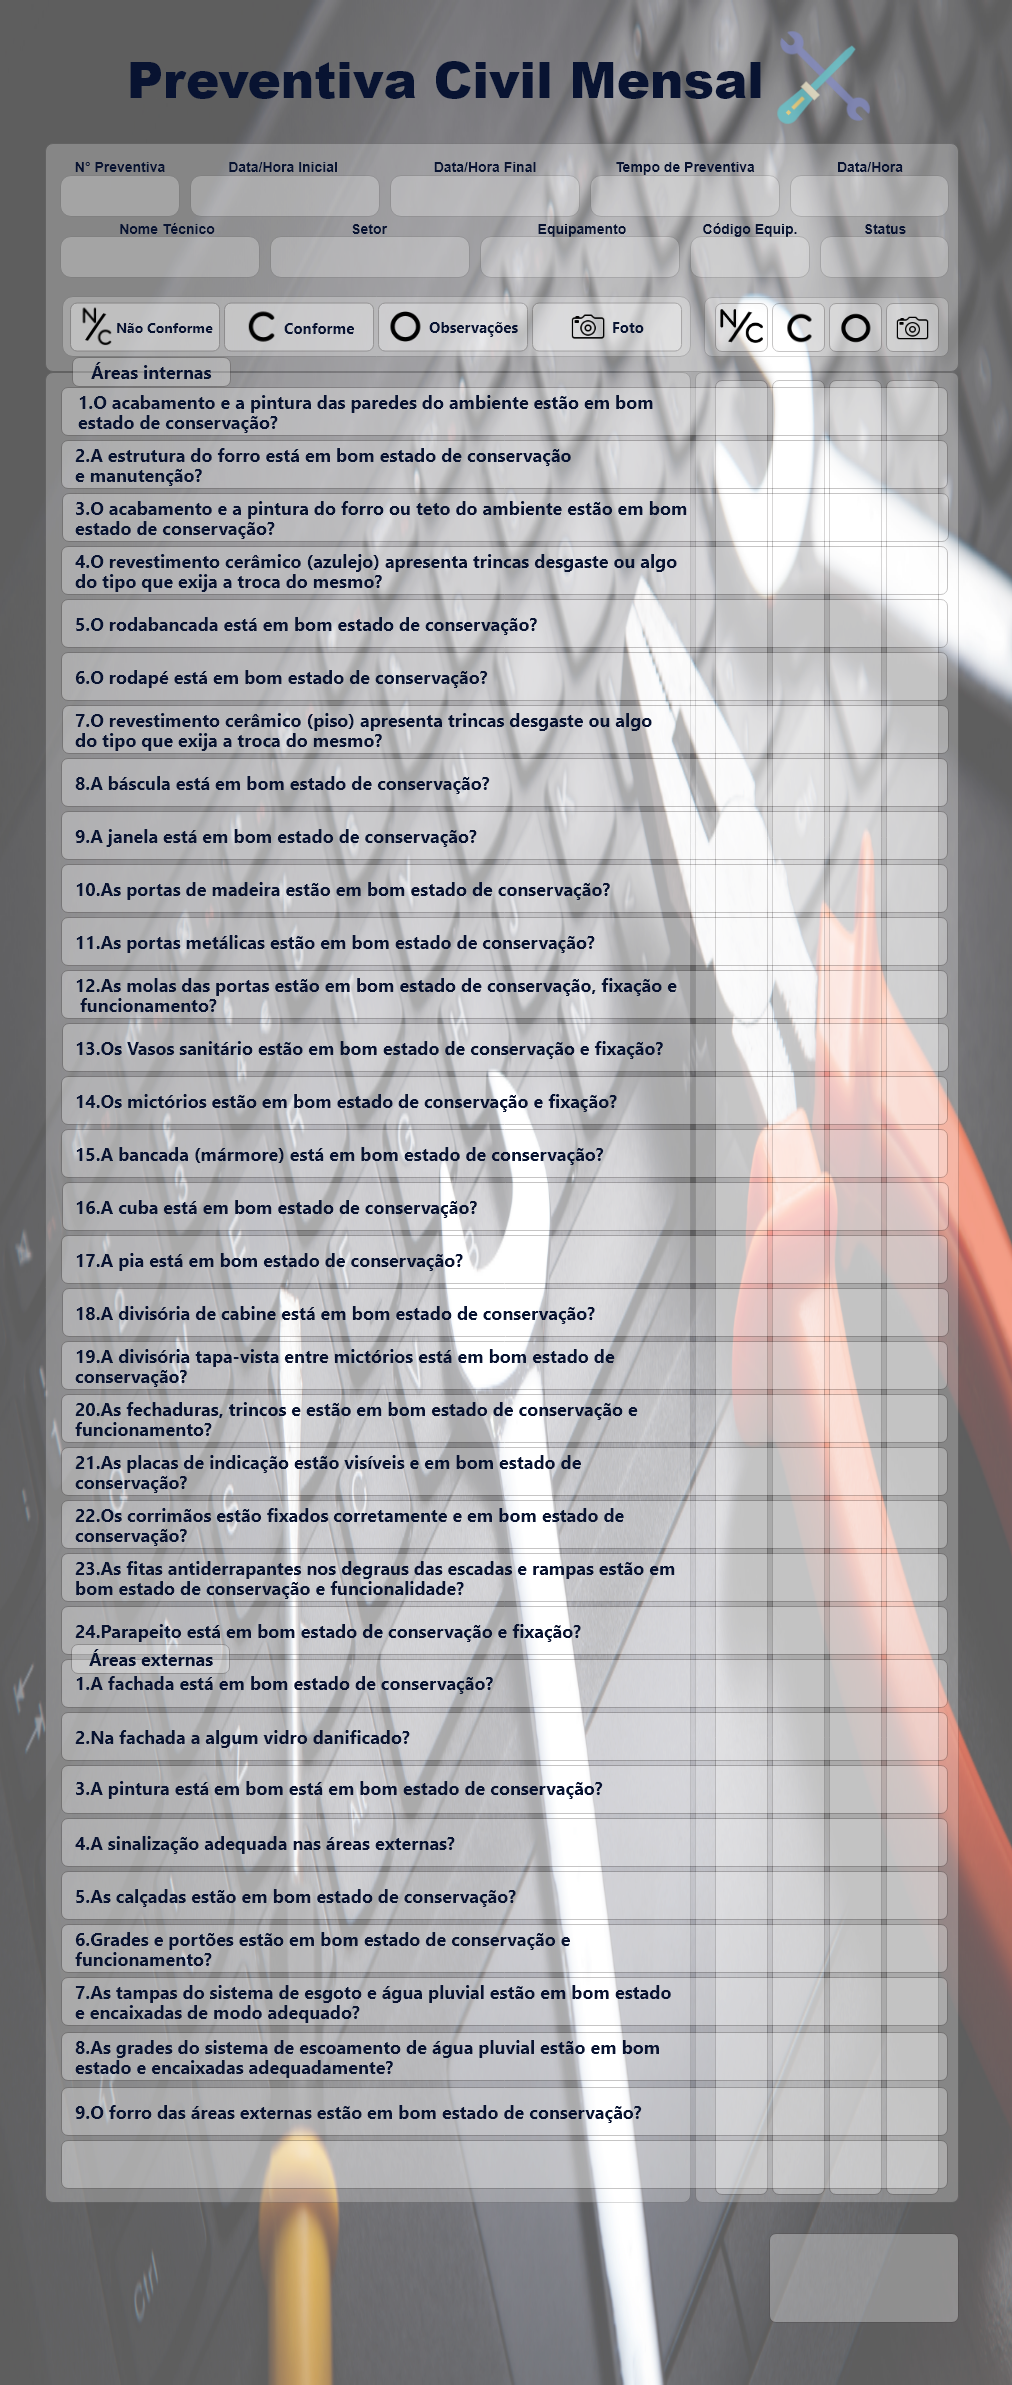 Preventiva Civil Mensal
N° Preventiva Data/Hora Inicial Data/Hora Final Tempo de Preventiva Data/Hora
Nome Técnico Setor Equipamento Código Equip. Status
N/C Não Conforme C Conforme O Observações Foto N/C C O
Áreas internas
1.O acabamento e a pintura das paredes do ambiente estão em bom
estado de conservação?
2.A estrutura do forro está em bom estado de conservação
e manutenção?
3.O acabamento e a pintura do forro ou teto do ambiente estão em bom
estado de conservação?
4.O revestimento cerâmico (azulejo) apresenta trincas desgaste ou algo
do tipo que exija a troca do mesmo?
5.O rodabancada está em bom estado de conservação?
6.O rodapé está em bom estado de conservação?
7.O revestimento cerâmico (piso) apresenta trincas desgaste ou algo
do tipo que exija a troca do mesmo?
8.A báscula está em bom estado de conservação?
9.A janela está em bom estado de conservação?
10.As portas de madeira estão em bom estado de conservação?
11.As portas metálicas estão em bom estado de conservação?
12.As molas das portas estão em bom estado de conservação, fixação e
funcionamento?
13.Os Vasos sanitário estão em bom estado de conservação e fixação?
14.Os mictórios estão em bom estado de conservação e fixação?
15.A bancada (mármore) está em bom estado de conservação?
16.A cuba está em bom estado de conservação?
17.A pia está em bom estado de conservação?
18.A divisória de cabine está em bom estado de conservação?
19.A divisória tapa-vista entre mictórios está em bom estado de
conservação?
20.As fechaduras, trincos e estão em bom estado de conservação e
funcionamento?
21.As placas de indicação estão visíveis e em bom estado de
conservação?
22.Os corrimãos estão fixados corretamente e em bom estado de
conservação?
23.As fitas antiderrapantes nos degraus das escadas e rampas estão em
bom estado de conservação e funcionalidade?
24.Parapeito está em bom estado de conservação e fixação?
Áreas externas
1.A fachada está em bom estado de conservação?
2.Na fachada a algum vidro danificado?
3.A pintura está em bom está em bom estado de conservação?
4.A sinalização adequada nas áreas externas?
5.As calçadas estão em bom estado de conservação?
6.Grades e portões estão em bom estado de conservação e
funcionamento?
7.As tampas do sistema de esgoto e água pluvial estão em bom estado
e encaixadas de modo adequado?
8.As grades do sistema de escoamento de água pluvial estão em bom
estado e encaixadas adequadamente?
9.O forro das áreas externas estão em bom estado de conservação?
Ctrl